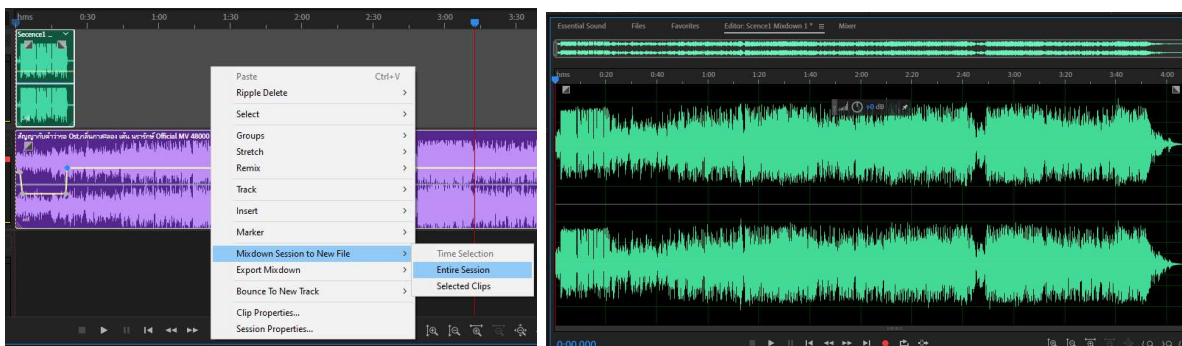 hms 0:30 1:00 1:30 2:00 2:30 3:00 3:30
Secence1 _
สัญญากับคำว่ารอ Ost.กลิ่นกาสะลอง เต้น นรารักษ์ Official MV 48000
Paste Ctrl+V
Ripple Delete
Select
Groups
Stretch
Remix
Track
Insert
Marker
Mixdown Session to New File
Export Mixdown
Bounce To New Track
Clip Properties...
Session Properties...
Time Selection
Entire Session
Selected Clips
Essential Sound Files Favorites Editor: Scence1 Mixdown 1 * Mixer
hms 0:20 0:40 1:00 1:20 1:40 2:00 2:20 2:40 3:00 3:20 3:40 4:00
+0 dB
0:00.000